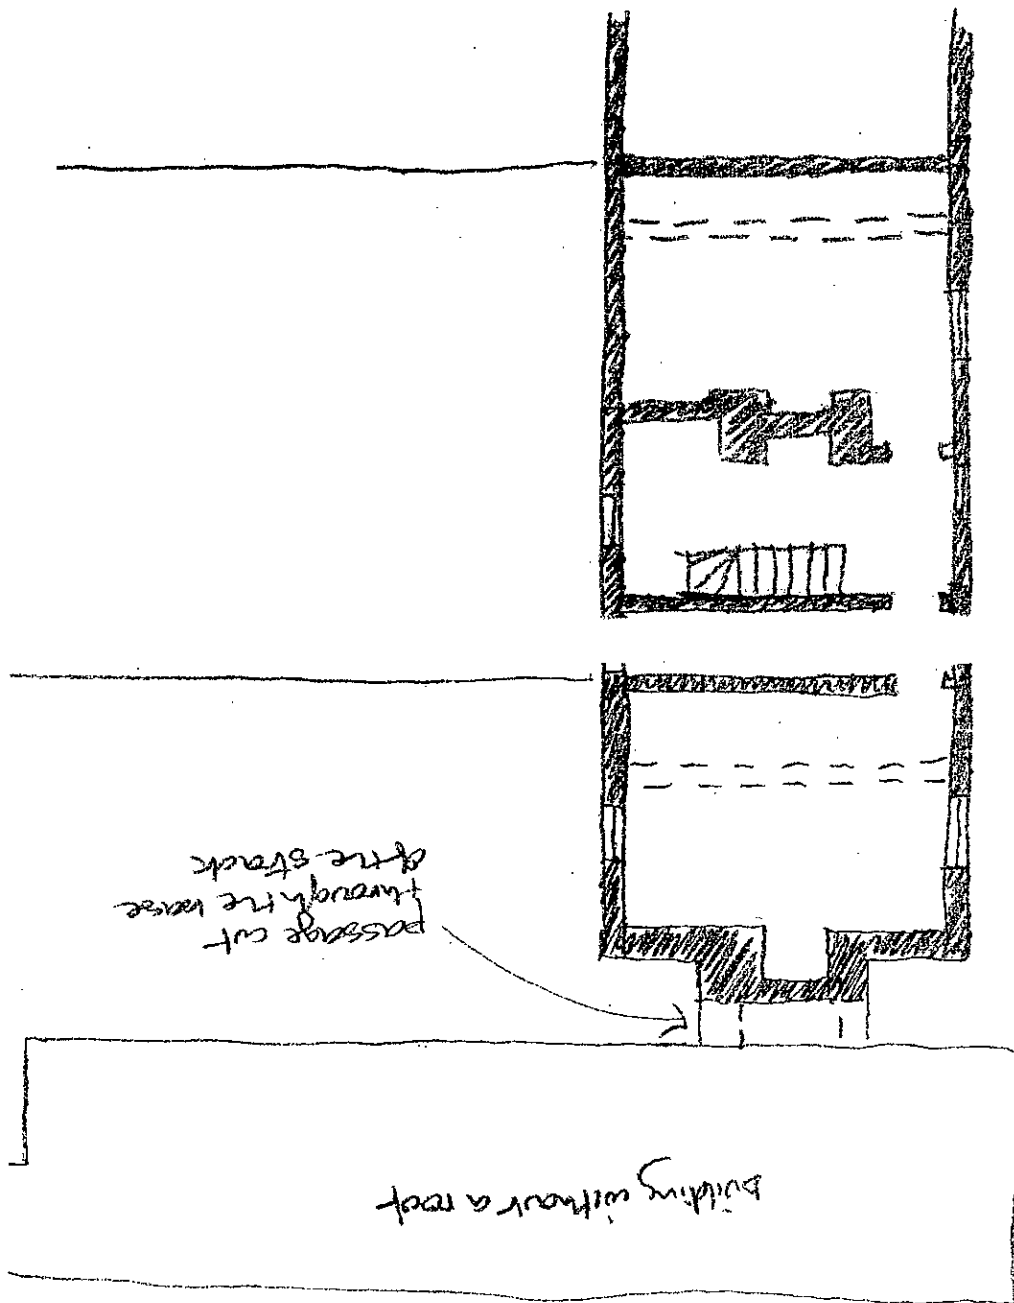 building without a roof
passage cut
through the base
of the stack